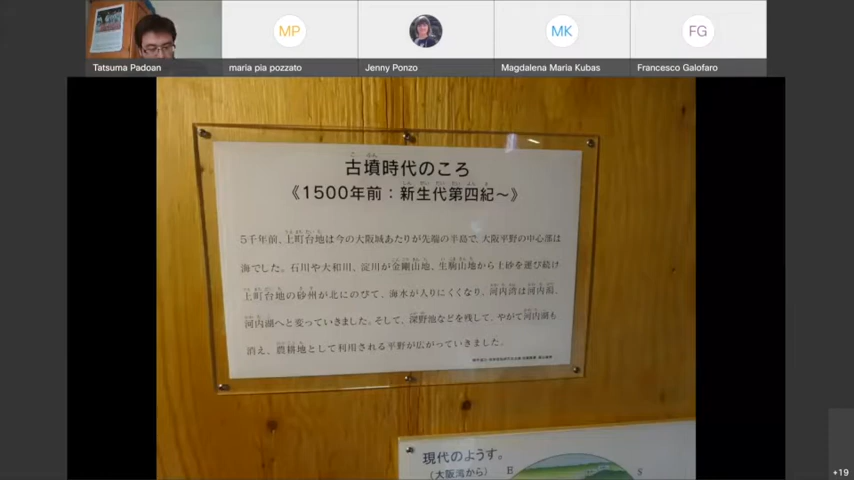 MP
MK
FG
Tatsuma Padoan
maria pia pozzato
Jenny Ponzo
Magdalena Maria Kubas
Francesco Galofaro
古墳時代のころ
《1500年前：新生代第四紀～》
5千年前、上町台地は今の大阪城あたりが先端の半島で、大阪平野の中心部は
海でした。石川や大和川、淀川が金剛山地、生駒山地から土砂を運び続け
上町台地の砂州が北にのびて、海水が入りにくくなり、河内湾は河内潟、
河内湖へと変っていきました。そして、深野池などを残して、やがて河内湖も
消え、農耕地として利用される平野が広がっていきました。
現代のようす。
(大阪湾から)
E
S
+19